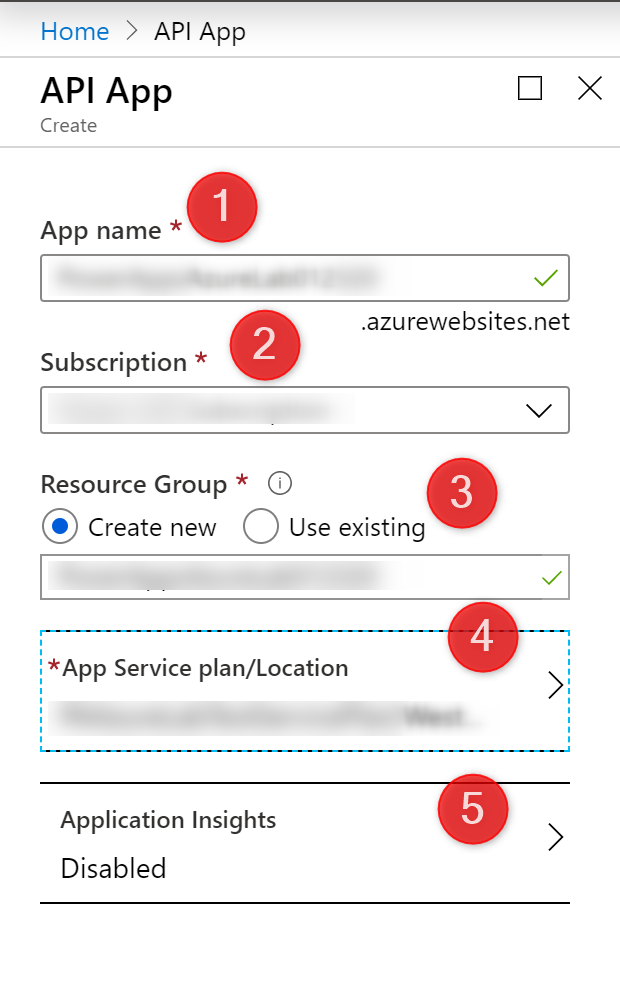 Home > API App
API App
Create
1
App name *
.azurewebsites.net
2
Subscription *
Resource Group *
3
Create new
Use existing
4
*App Service plan/Location
West...
5
Application Insights
Disabled